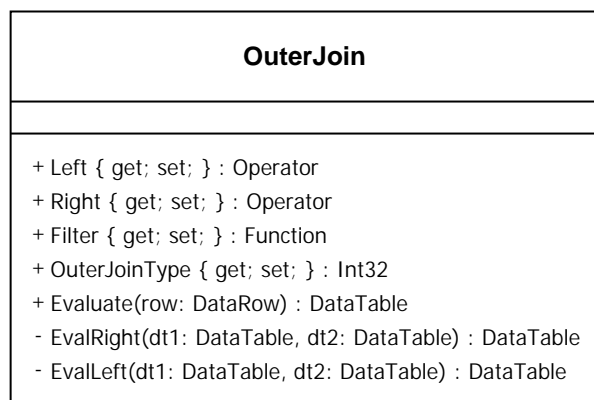 OuterJoin
+ Left { get; set; } : Operator
+ Right { get; set; } : Operator
+ Filter { get; set; } : Function
+ OuterJoinType { get; set; } : Int32
+ Evaluate(row: DataRow) : DataTable
- EvalRight(dt1: DataTable, dt2: DataTable) : DataTable
- EvalLeft(dt1: DataTable, dt2: DataTable) : DataTable